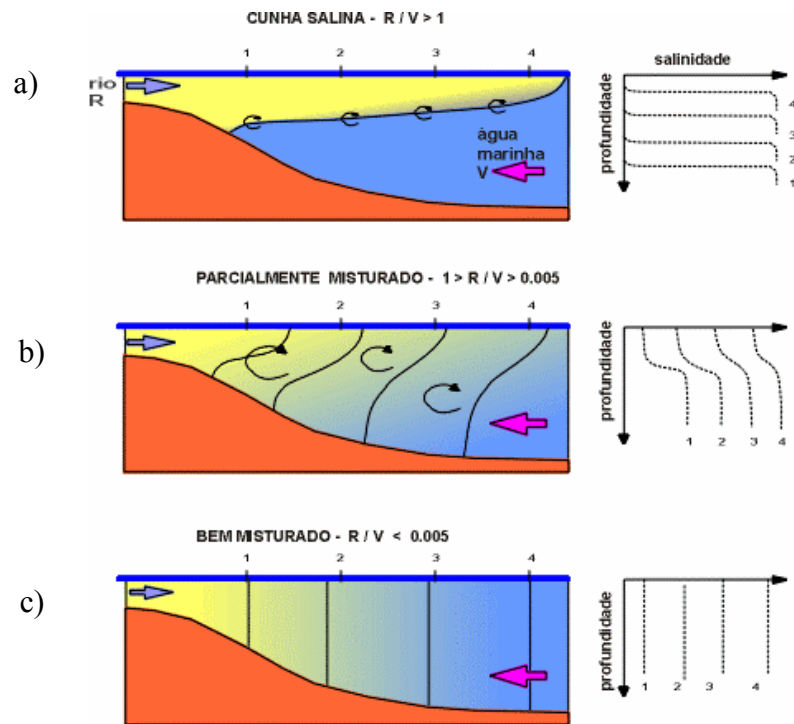 CUNHA SALINA - R / V > 1
a)
1 2 3 4
rio
R
água
marinha
V
salinidade
profundidade
4
3
2
1
PARCIALMENTE MISTURADO - 1 > R / V > 0.005
b)
1 2 3 4
profundidade
1 2 3 4
BEM MISTURADO - R / V < 0.005
c)
1 2 3 4
profundidade
1 2 3 4